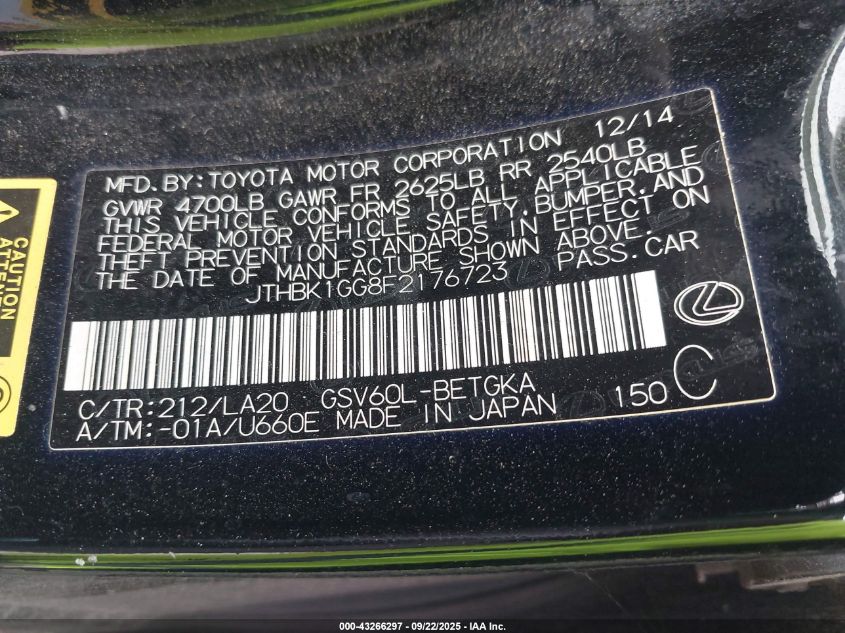 MFD.BY:TOYOTA MOTOR CORPORATION 12/14
GVWR 4700LB GAWR FR 2625LB RR 2540LB
THIS VEHICLE CONFORMS TO ALL APPLICABLE
FEDERAL MOTOR VEHICLE SAFETY,BUMPER,AND
THEFT PREVENTION STANDARDS IN EFFECT ON
THE DATE OF MANUFACTURE SHOWN ABOVE.
JTHBK1GG8F2176723 PASS.CAR
C/TR:212/LA20 GSV60L-BETGKA 150 C
A/TM:-01A/U660E MADE IN JAPAN
CAUTION
000-43266297 - 09/22/2025 - IAA Inc.